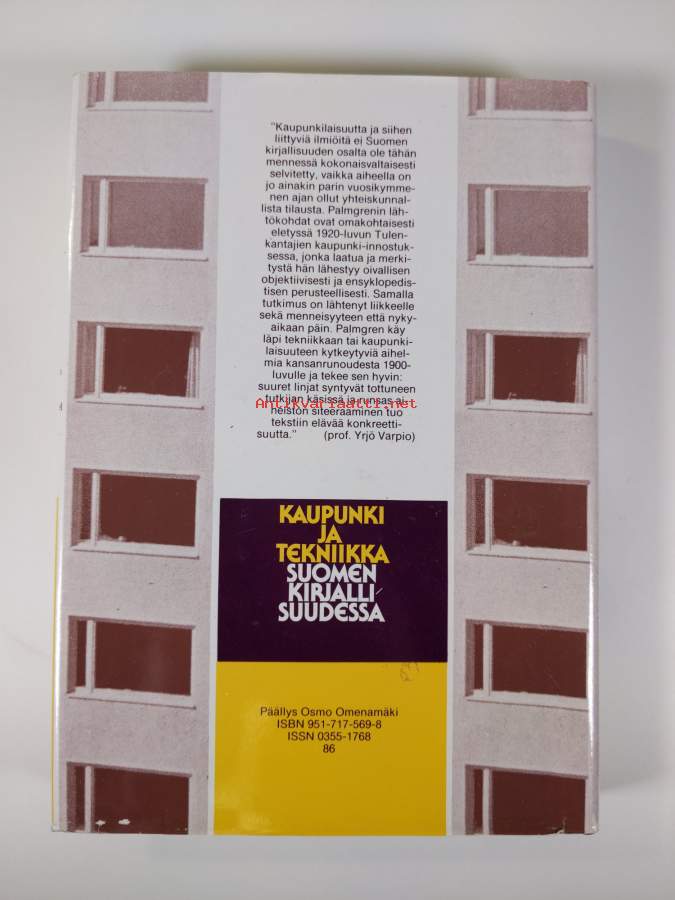 "Kaupunkilaisuutta ja siihen
liittyviä ilmiöitä ei Suomen
kirjallisuuden osalta ole tähän
mennessä kokonaisvaltaisesti
selvitetty, vaikka aiheella on
jo ainakin parin vuosikymme-
nen ajan ollut yhteiskunnal-
lista tilausta. Palmgrenin läh-
tökohdat ovat omakohtaisesti
eletyssä 1920-luvun Tulen-
kantajien kaupunki-innostuk-
sessa, jonka laatua ja merki-
tystä hän lähestyy oivallisen
objektiivisesti ja ensyklopedis-
tisen perusteellisesti. Samalla
tutkimus on lähtenyt liikkeelle
sekä menneisyyteen että nyky-
aikaan päin. Palmgren käy
läpi tekniikkaan tai kaupunki-
laisuuteen kytkeytyviä aihel-
mia kansanrunoudesta 1900-
luvulle ja tekee sen hyvin:
suuret linjat syntyvät tottuneen
tutkijan käsissä ja runsas ai-
Antikvariaatti.net
neiston siteeraaminen tuo
tekstiin elävää konkreetti-
suutta." (prof. Yrjö Varpio)
KAUPUNKI
JA
TEKNIIKKA
SUOMEN
KIRJALLI
SUUDESSA
Päällys Osmo Omenamäki
ISBN 951-717-569-8
ISSN 0355-1768
86